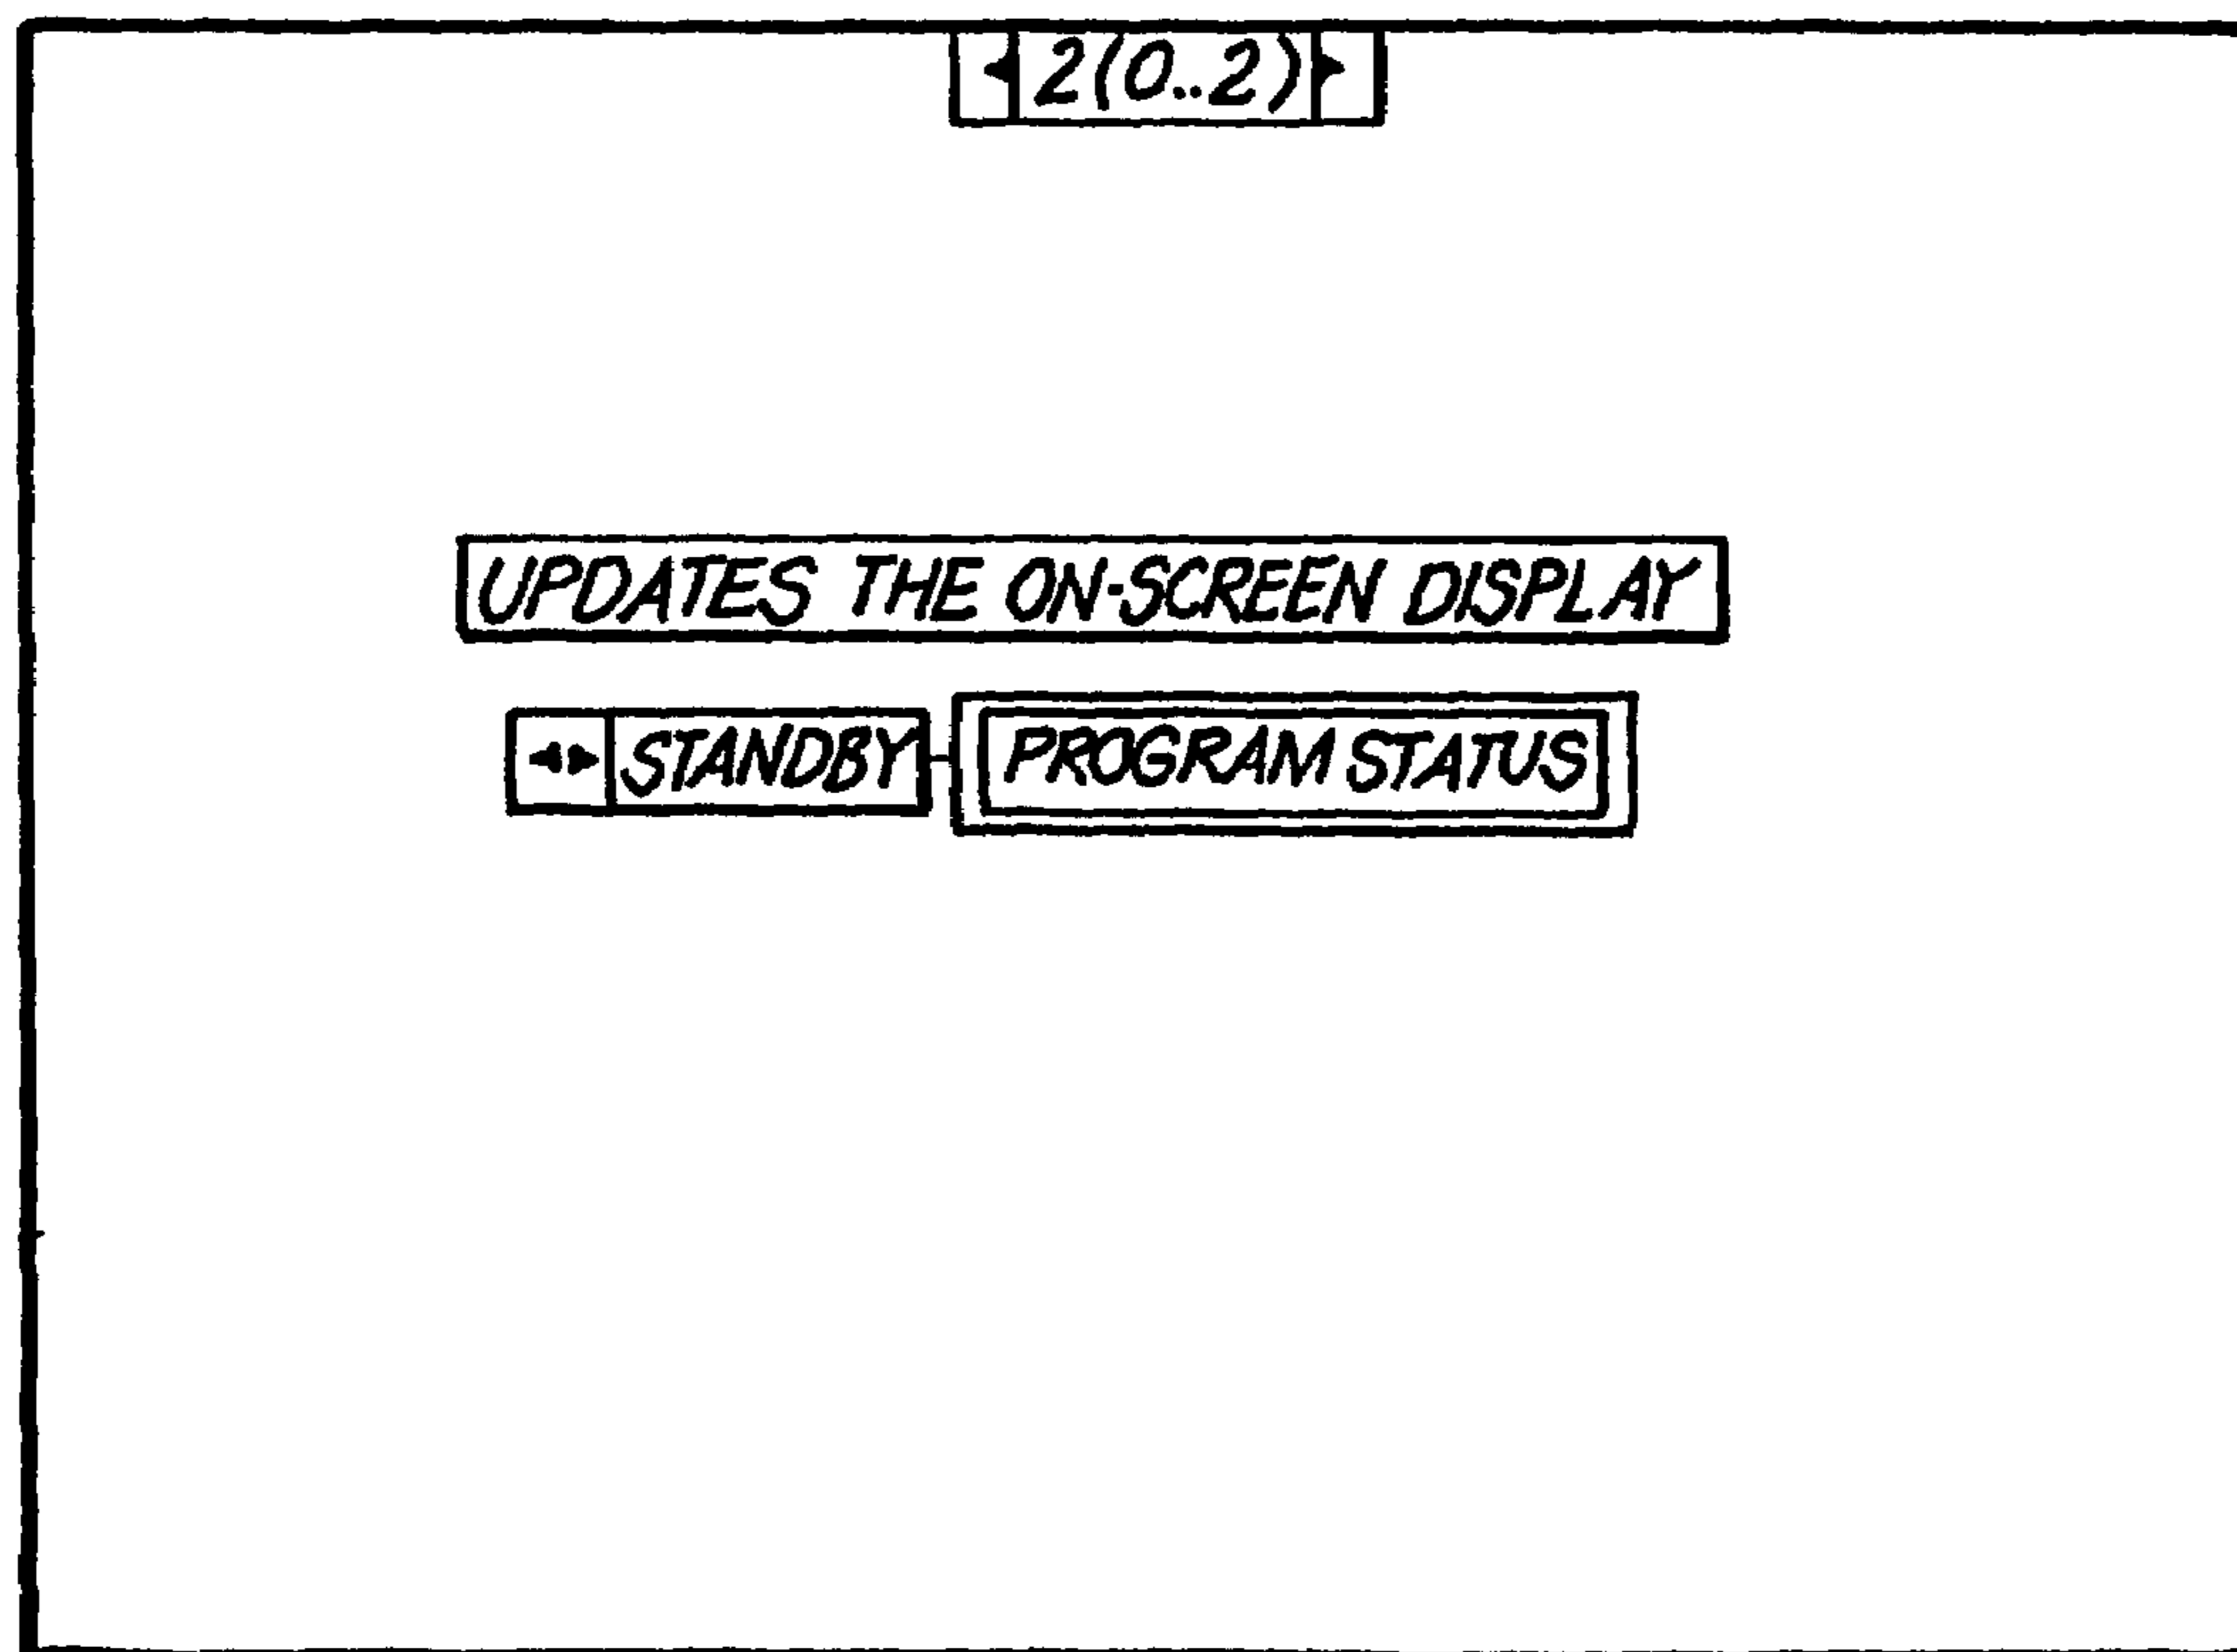 2(0..2)
UPDATES THE ON-SCREEN DISPLAY
STANDBY PROGRAM STATUS